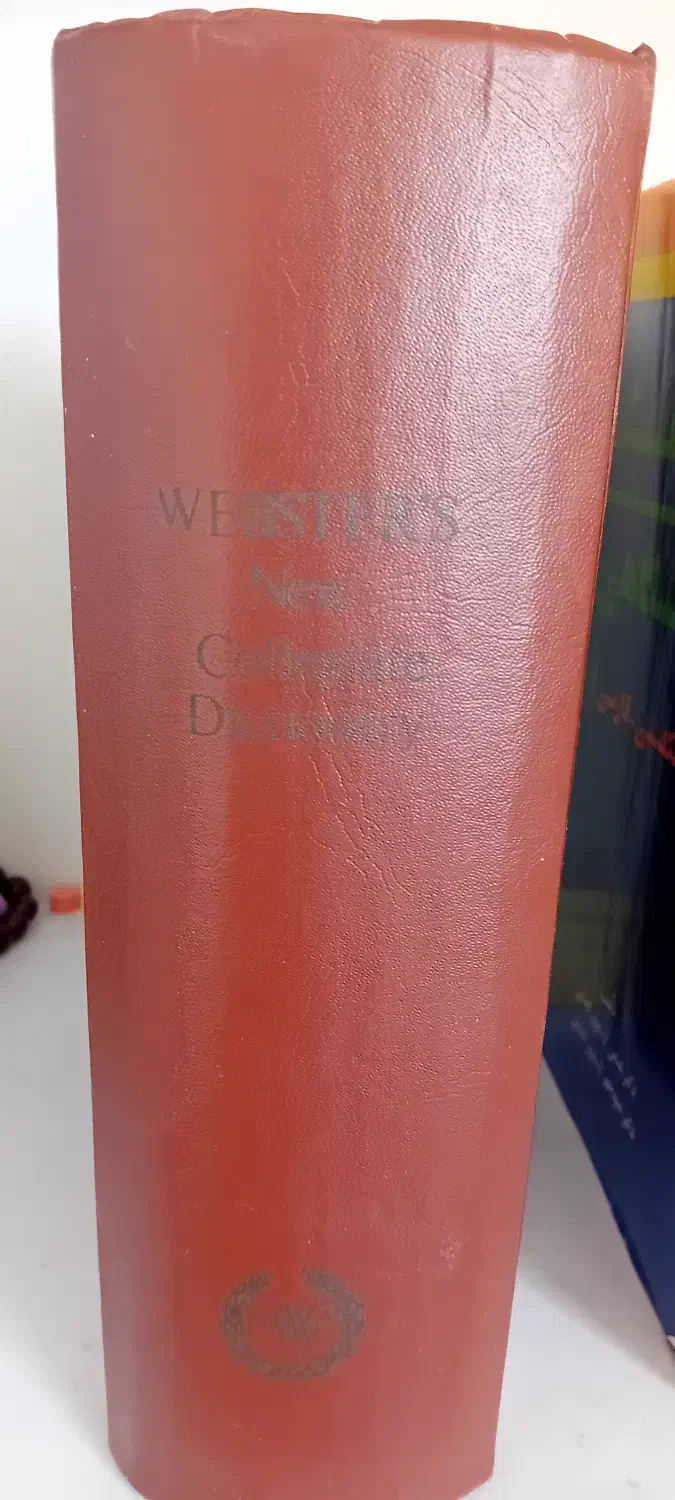 WEBSTER'S
New
Collegiate
Dictionary